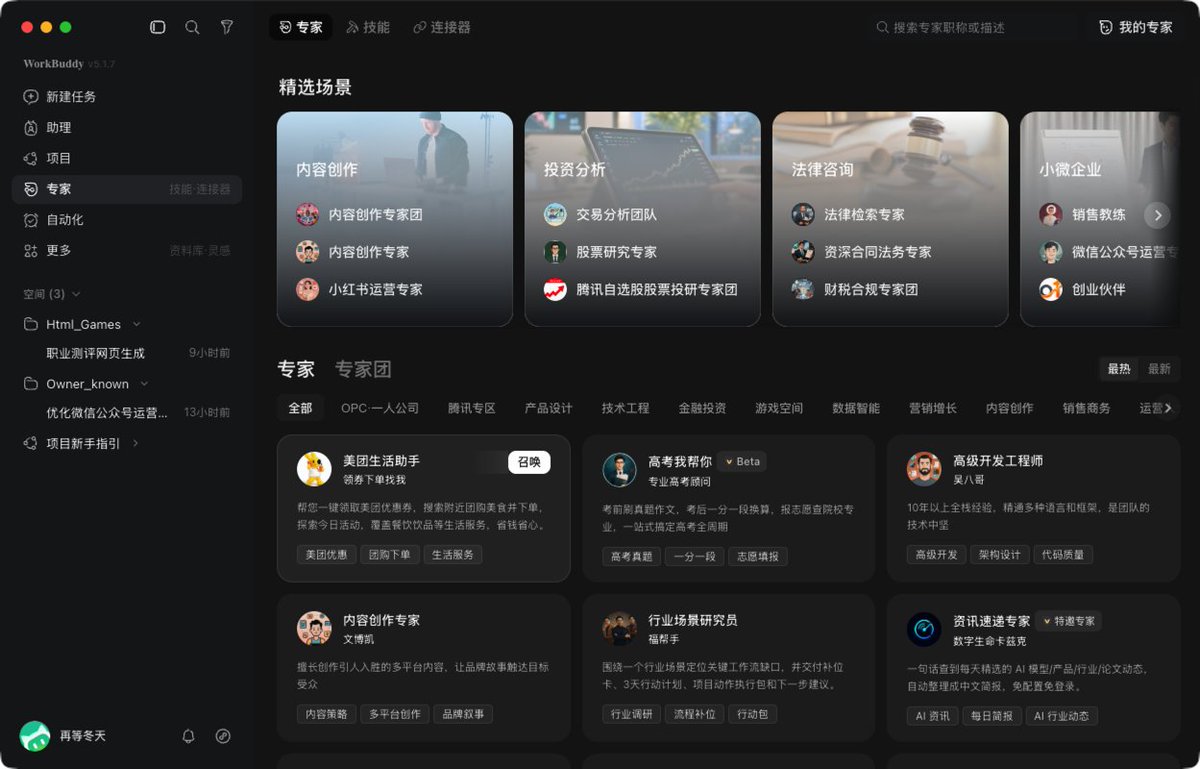 WorkBuddy v5.1.7
新建任务
助理
项目
专家 技能·连接器
自动化
更多 资料库·灵感
空间 (3)
Html_Games
职业测评网页生成 9小时前
Owner_known
优化微信公众号运营... 13小时前
项目新手指引
再等冬天
专家 技能 连接器
搜索专家职称或描述
我的专家
精选场景
内容创作
内容创作专家团
内容创作专家
小红书运营专家
投资分析
交易分析团队
股票研究专家
腾讯自选股股票投研专家团
法律咨询
法律检索专家
资深合同法务专家
财税合规专家团
小微企业
销售教练
微信公众号运营专
创业伙伴
专家 专家团
最热 最新
全部 OPC·一人公司 腾讯专区 产品设计 技术工程 金融投资 游戏空间 数据智能 营销增长 内容创作 销售商务 运营
美团生活助手
领券下单找我
召唤
帮您一键领取美团优惠券，搜索附近团购美食并下单，
探索今日活动，覆盖餐饮饮品等生活服务，省钱省心。
美团优惠 团购下单 生活服务
高考我帮你 Beta
专业高考顾问
考前刷真题作文，考后一分一段换算，报志愿查院校专
业，一站式搞定高考全周期
高考真题 一分一段 志愿填报
高级开发工程师
吴八哥
10年以上全栈经验，精通多种语言和框架，是团队的
技术中坚
高级开发 架构设计 代码质量
内容创作专家
文博凯
擅长创作引人入胜的多平台内容，让品牌故事触达目标
受众
内容策略 多平台创作 品牌叙事
行业场景研究员
福帮手
围绕一个行业场景定位关键工作流缺口，并交付补位
卡、3天行动计划、项目动作执行包和下一步建议。
行业调研 流程补位 行动包
资讯速递专家 特邀专家
数字生命卡兹克
一句话查到每天精选的 AI 模型/产品/行业/论文动态，
自动整理成中文简报，免配置免登录。
AI 资讯 每日简报 AI 行业动态